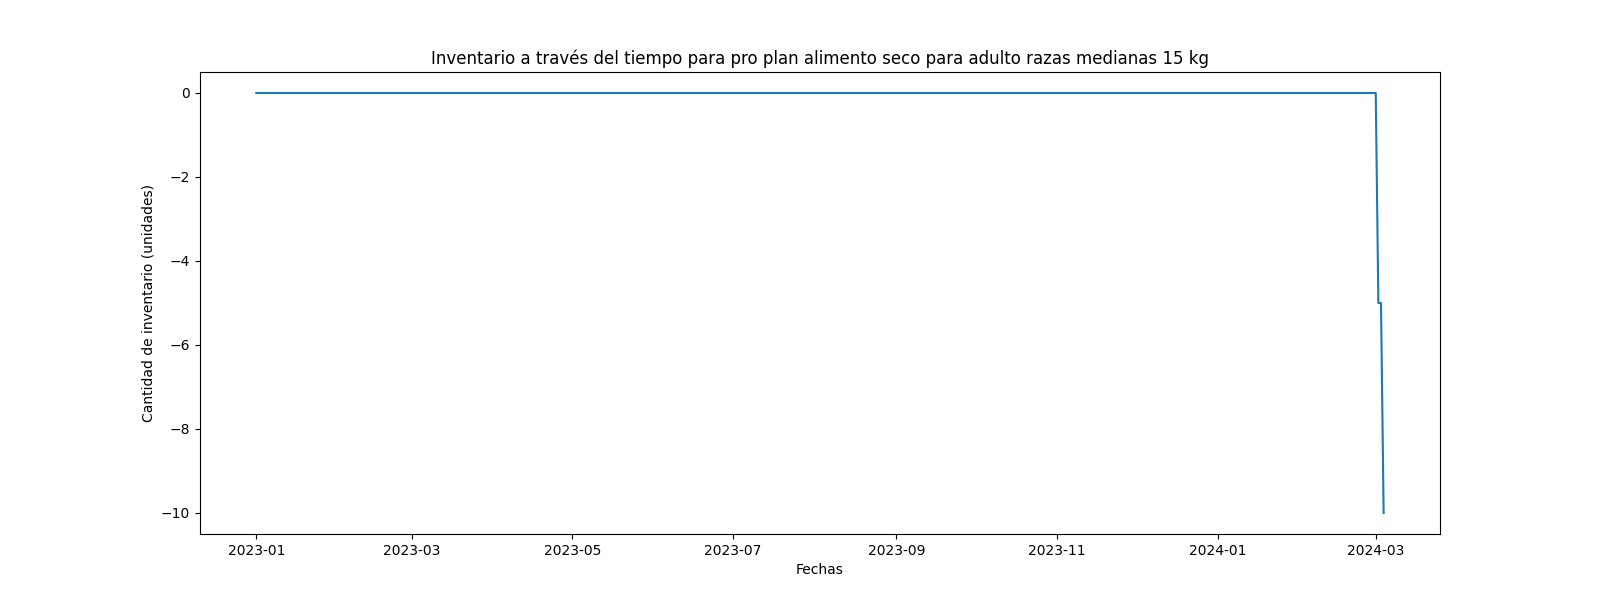 Inventario a través del tiempo para pro plan alimento seco para adulto razas medianas 15 kg
Cantidad de inventario (unidades)
0
−2
−4
−6
−8
−10
2023-01 2023-03 2023-05 2023-07 2023-09 2023-11 2024-01 2024-03
Fechas